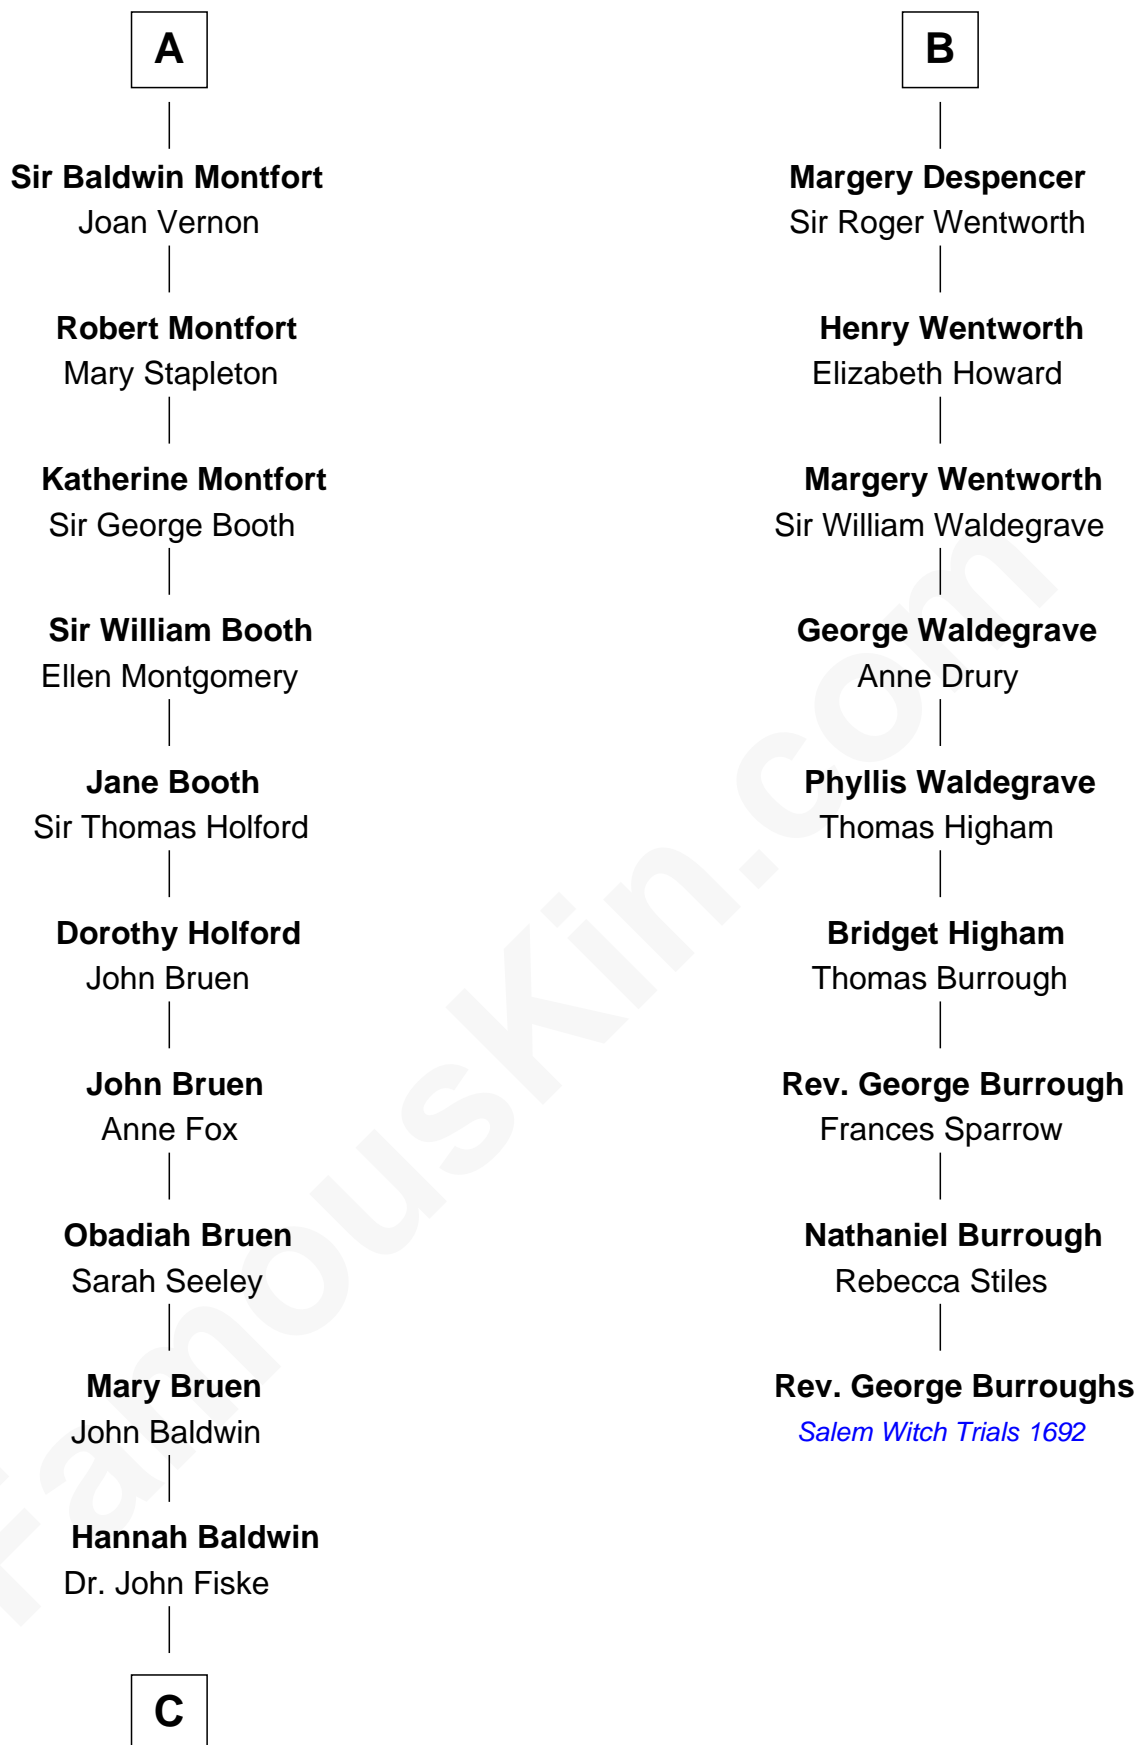 A
Sir Baldwin Montfort
Joan Vernon
Robert Montfort
Mary Stapleton
Katherine Montfort
Sir George Booth
Sir William Booth
Ellen Montgomery
Jane Booth
Sir Thomas Holford
Dorothy Holford
John Bruen
John Bruen
Anne Fox
Obadiah Bruen
Sarah Seeley
Mary Bruen
John Baldwin
Hannah Baldwin
Dr. John Fiske
C
B
Margery Despencer
Sir Roger Wentworth
Henry Wentworth
Elizabeth Howard
Margery Wentworth
Sir William Waldegrave
George Waldegrave
Anne Drury
Phyllis Waldegrave
Thomas Higham
Bridget Higham
Thomas Burrough
Rev. George Burrough
Frances Sparrow
Nathaniel Burrough
Rebecca Stiles
Rev. George Burroughs
Salem Witch Trials 1692
FamousKin.com